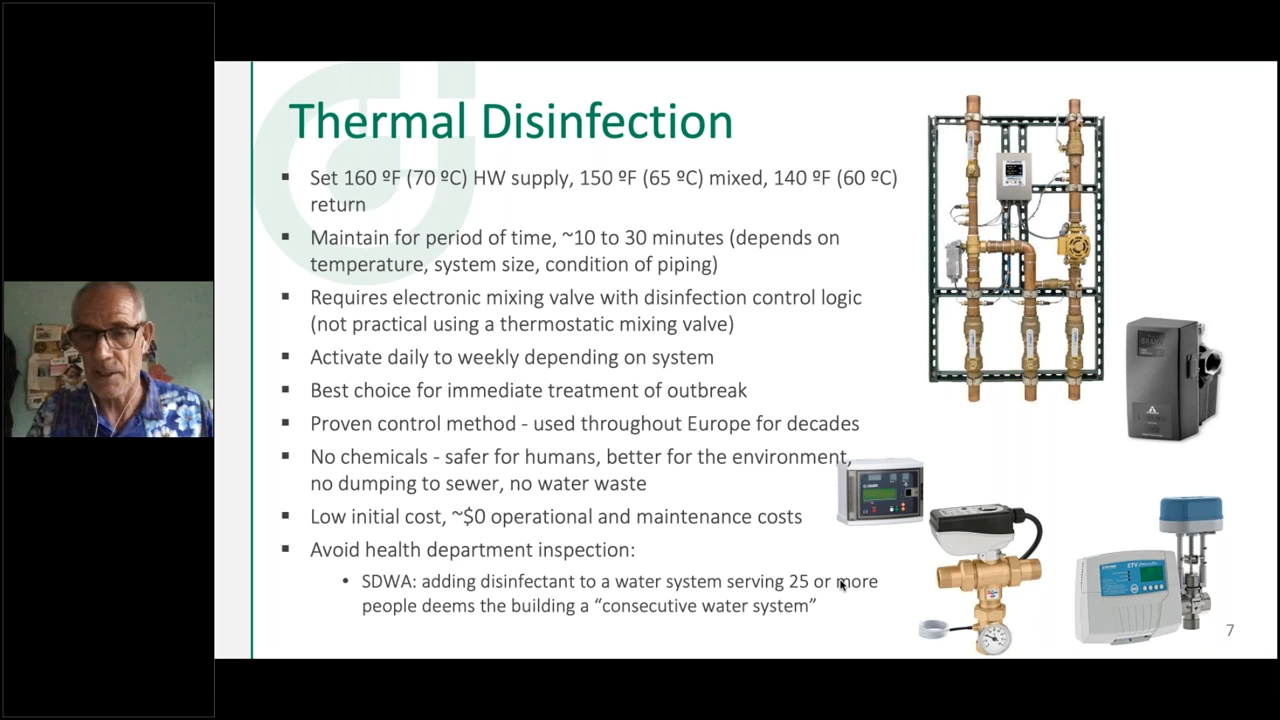 Thermal Disinfection
▪ Set 160 ºF (70 ºC) HW supply, 150 ºF (65 ºC) mixed, 140 ºF (60 ºC)
return
▪ Maintain for period of time, ~10 to 30 minutes (depends on
temperature, system size, condition of piping)
▪ Requires electronic mixing valve with disinfection control logic
(not practical using a thermostatic mixing valve)
▪ Activate daily to weekly depending on system
▪ Best choice for immediate treatment of outbreak
▪ Proven control method - used throughout Europe for decades
▪ No chemicals - safer for humans, better for the environment,
no dumping to sewer, no water waste
▪ Low initial cost, ~$0 operational and maintenance costs
▪ Avoid health department inspection:
• SDWA: adding disinfectant to a water system serving 25 or more
people deems the building a “consecutive water system”
7